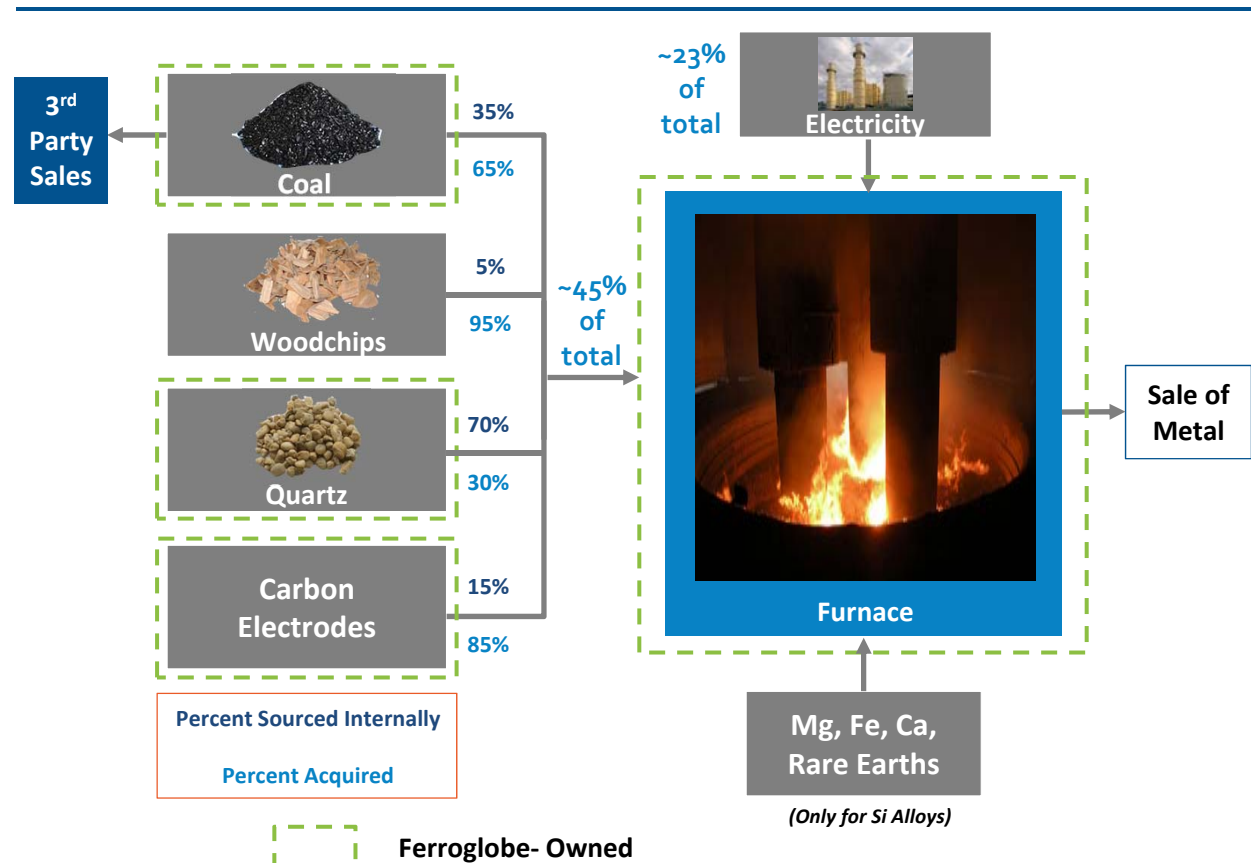 3rd
Party
Sales
Coal
35%
65%
Woodchips
5%
95%
Quartz
70%
30%
Carbon
Electrodes
15%
85%
~45%
of
total
~23%
of
total
Electricity
Furnace
Sale of
Metal
Mg, Fe, Ca,
Rare Earths
(Only for Si Alloys)
Percent Sourced Internally
Percent Acquired
Ferroglobe- Owned